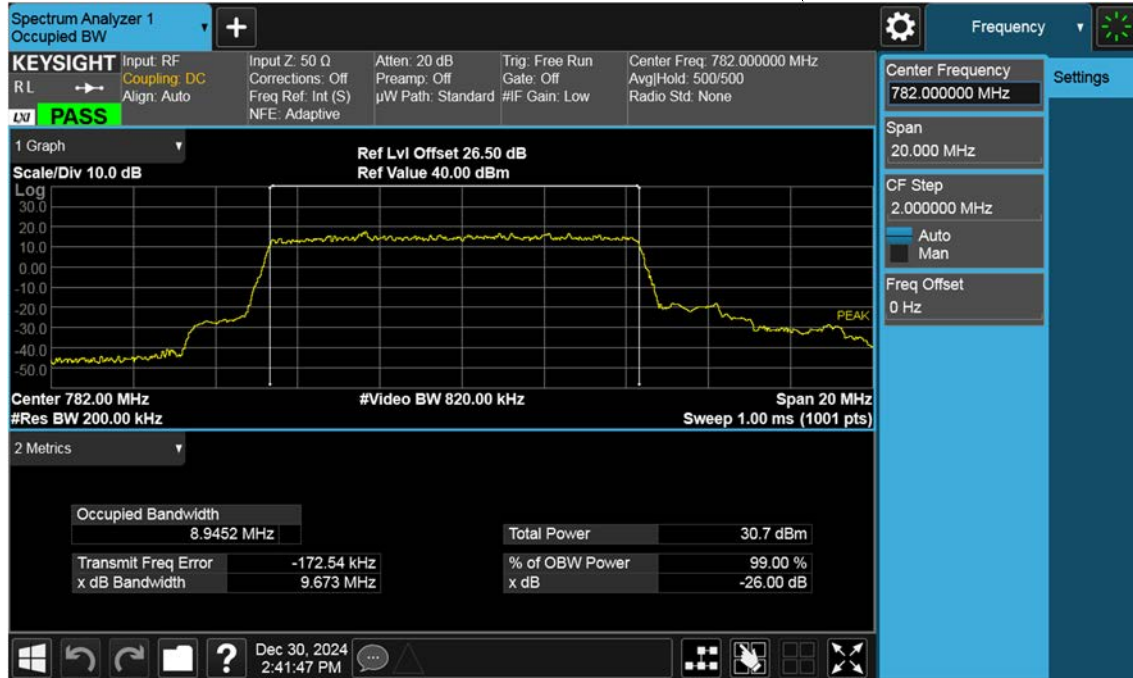 Spectrum Analyzer 1
Occupied BW
Frequency
KEYSIGHT
RL
LXI
PASS
Input: RF
Coupling: DC
Align: Auto
Input Z: 50 Ω
Corrections: Off
Freq Ref: Int (S)
NFE: Adaptive
Atten: 20 dB
Preamp: Off
µW Path: Standard
Trig: Free Run
Gate: Off
#IF Gain: Low
Center Freq: 782.000000 MHz
Avg|Hold: 500/500
Radio Std: None
Center Frequency
782.000000 MHz
Settings
Span
20.000 MHz
CF Step
2.000000 MHz
Auto
Man
Freq Offset
0 Hz
1 Graph
Scale/Div 10.0 dB
Ref Lvl Offset 26.50 dB
Ref Value 40.00 dBm
Log
30.0
20.0
10.0
0.00
-10.0
-20.0
-30.0
-40.0
-50.0
PEAK
Center 782.00 MHz
#Video BW 820.00 kHz
Span 20 MHz
#Res BW 200.00 kHz
Sweep 1.00 ms (1001 pts)
2 Metrics
Occupied Bandwidth
8.9452 MHz
Total Power 30.7 dBm
Transmit Freq Error -172.54 kHz
% of OBW Power 99.00 %
x dB Bandwidth 9.673 MHz
x dB -26.00 dB
?
Dec 30, 2024
2:41:47 PM